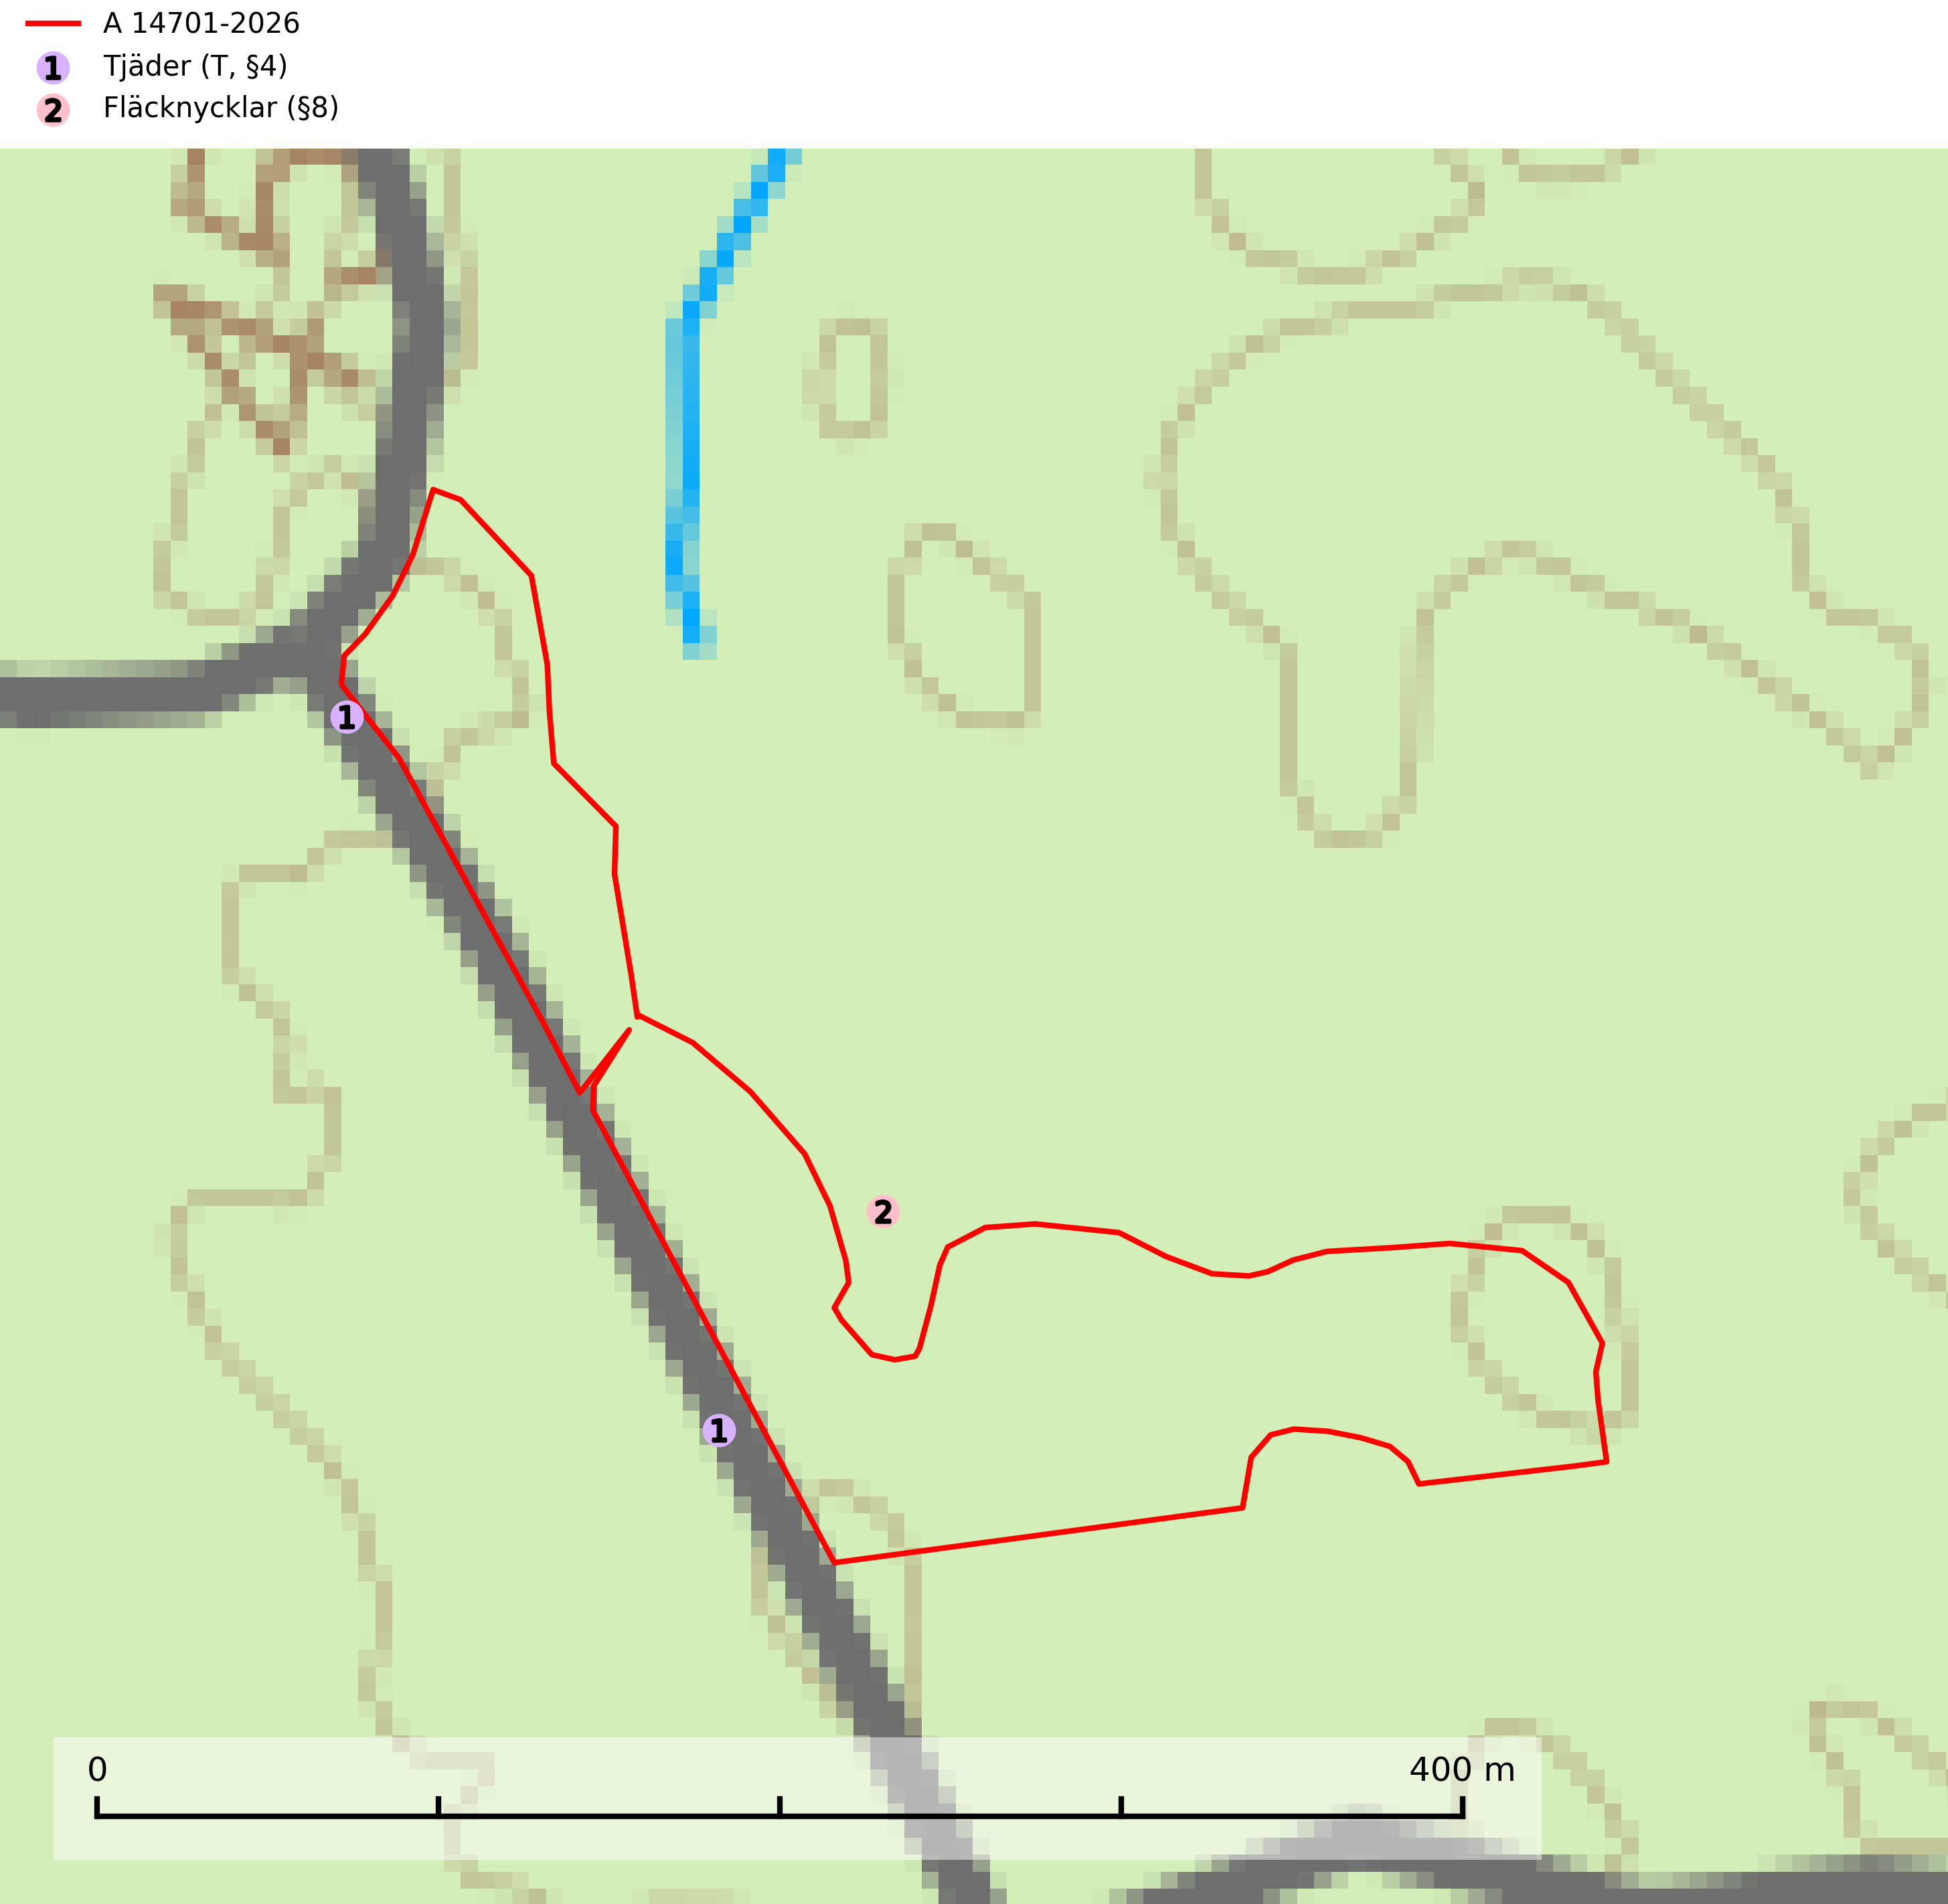 A 14701-2026
1 Tjäder (T, §4)
2 Fläcknycklar (§8)
1
2
1
0 400 m